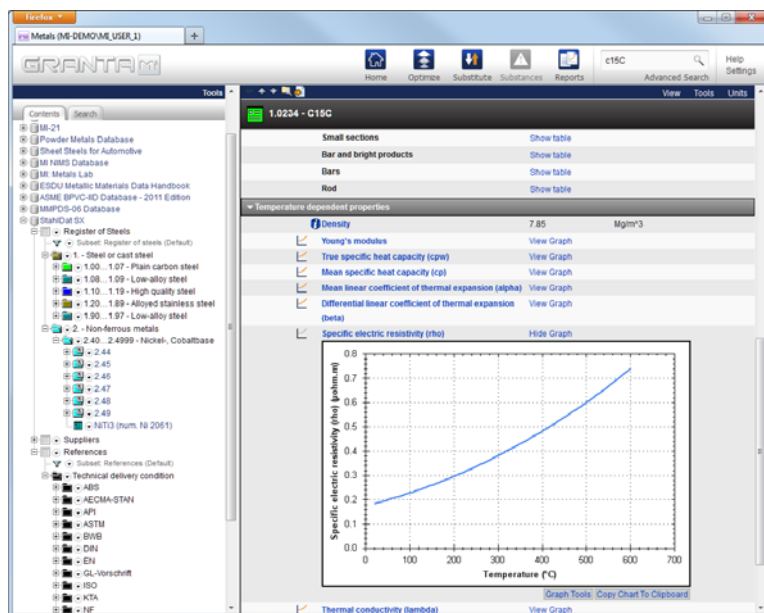 Firefox
Metals (MI-DEMO\MI_USER_1)
GRANTA MI
Home
Optimize
Substitute
Substances
Reports
c15C
Advanced Search
Help
Settings
Tools
View
Tools
Units
Contents
Search
MI-21
Powder Metals Database
Sheet Steels for Automotive
MI NIMS Database
MI: Metals Lab
ESDU Metallic Materials Data Handbook
ASME BPVC-IID Database - 2011 Edition
MMPDS-06 Database
StahlDat SX
Register of Steels
Subset: Register of steels (Default)
1. - Steel or cast steel
1.00...1.07 - Plain carbon steel
1.08...1.09 - Low-alloy steel
1.10...1.19 - High quality steel
1.20...1.89 - Alloyed stainless steel
1.90...1.97 - Low-alloy steel
2. - Non-ferrous metals
2.40...2.4999 - Nickel-, Cobaltbase
2.44
2.45
2.46
2.47
2.48
2.49
NiTi3 (num. Ni 2061)
Suppliers
References
Subset: References (Default)
Technical delivery condition
ABS
AECMA-STAN
API
ASTM
BWB
DIN
EN
GL-Vorschrift
ISO
KTA
NF
1.0234 - C15C
Small sections Show table
Bar and bright products Show table
Bars Show table
Rod Show table
Temperature dependent properties
Density 7.85 Mg/m^3
Young's modulus View Graph
True specific heat capacity (cpw) View Graph
Mean specific heat capacity (cp) View Graph
Mean linear coefficient of thermal expansion (alpha) View Graph
Differential linear coefficient of thermal expansion View Graph
(beta)
Specific electric resistivity (rho) Hide Graph
Specific electric resistivity (rho) (µohm.m)
0.8
0.7
0.6
0.5
0.4
0.3
0.2
0.1
0.0
0 100 200 300 400 500 600 700
Temperature (°C)
Graph Tools Copy Chart To Clipboard
Thermal conductivity (lambda) View Graph